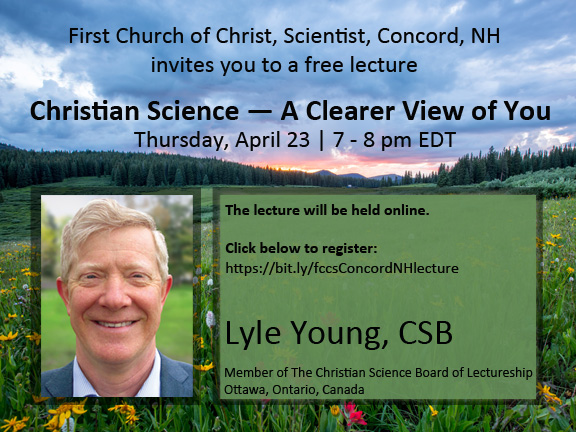 First Church of Christ, Scientist, Concord, NH
invites you to a free lecture
Christian Science — A Clearer View of You
Thursday, April 23 | 7 - 8 pm EDT
The lecture will be held online.
Click below to register:
https://bit.ly/fccsConcordNHlecture
Lyle Young, CSB
Member of The Christian Science Board of Lectureship
Ottawa, Ontario, Canada